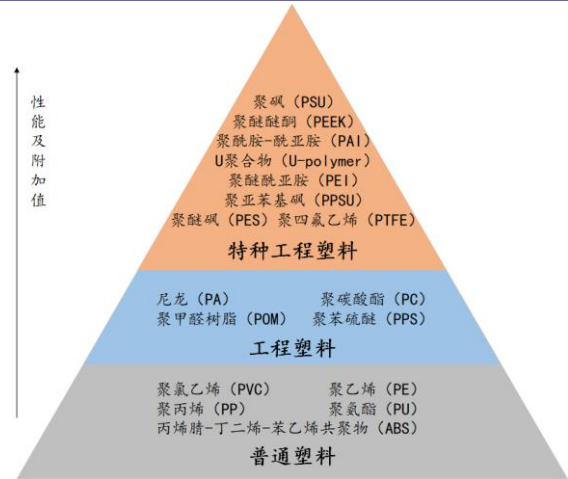 性能及附加值
聚砜（PSU）
聚醚醚酮（PEEK）
聚酰胺-酰亚胺（PAI）
U聚合物（U-polymer）
聚醚酰亚胺（PEI）
聚亚苯基砜（PPSU）
聚醚砜（PES） 聚四氟乙烯（PTFE）
特种工程塑料
尼龙（PA） 聚碳酸酯（PC）
聚甲醛树脂（POM） 聚苯硫醚（PPS）
工程塑料
聚氯乙烯（PVC） 聚乙烯（PE）
聚丙烯（PP） 聚氨酯（PU）
丙烯腈-丁二烯-苯乙烯共聚物（ABS）
普通塑料